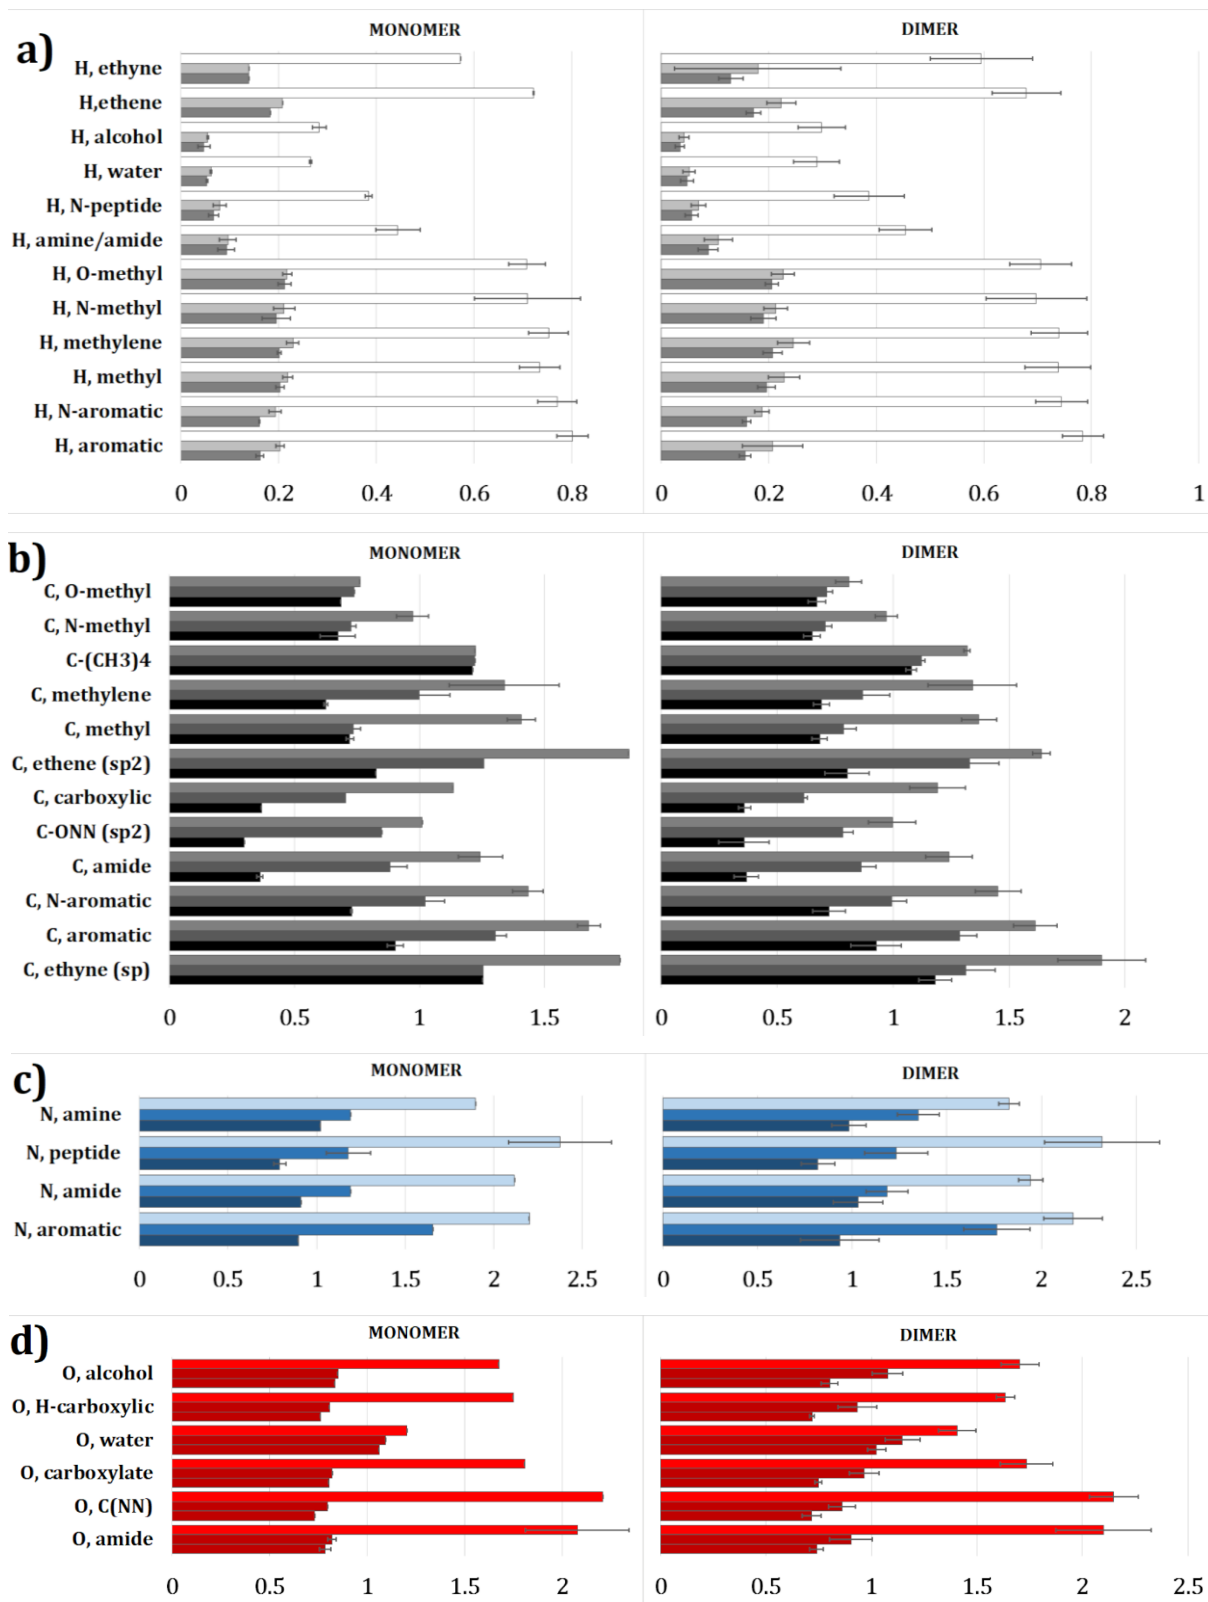 a)
MONOMER
DIMER
H, ethyne
H,ethene
H, alcohol
H, water
H, N-peptide
H, amine/amide
H, O-methyl
H, N-methyl
H, methylene
H, methyl
H, N-aromatic
H, aromatic
0 0.2 0.4 0.6 0.8
0 0.2 0.4 0.6 0.8 1
b)
MONOMER
DIMER
C, O-methyl
C, N-methyl
C-(CH3)4
C, methylene
C, methyl
C, ethene (sp2)
C, carboxylic
C-ONN (sp2)
C, amide
C, N-aromatic
C, aromatic
C, ethyne (sp)
0 0.5 1 1.5
0 0.5 1 1.5 2
c)
MONOMER
DIMER
N, amine
N, peptide
N, amide
N, aromatic
0 0.5 1 1.5 2 2.5
0 0.5 1 1.5 2 2.5
d)
MONOMER
DIMER
O, alcohol
O, H-carboxylic
O, water
O, carboxylate
O, C(NN)
O, amide
0 0.5 1 1.5 2
0 0.5 1 1.5 2 2.5